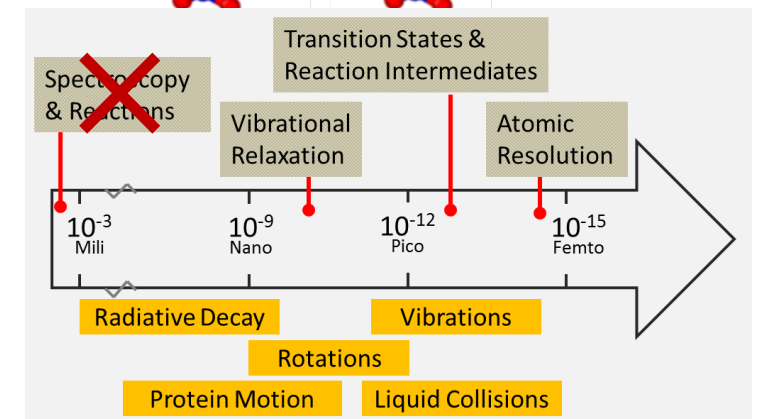 Transition States &
Reaction Intermediates
Spectroscopy
& Reactions
Vibrational
Relaxation
Atomic
Resolution
10-3
Mili
10-9
Nano
10-12
Pico
10-15
Femto
Radiative Decay
Vibrations
Rotations
Protein Motion
Liquid Collisions